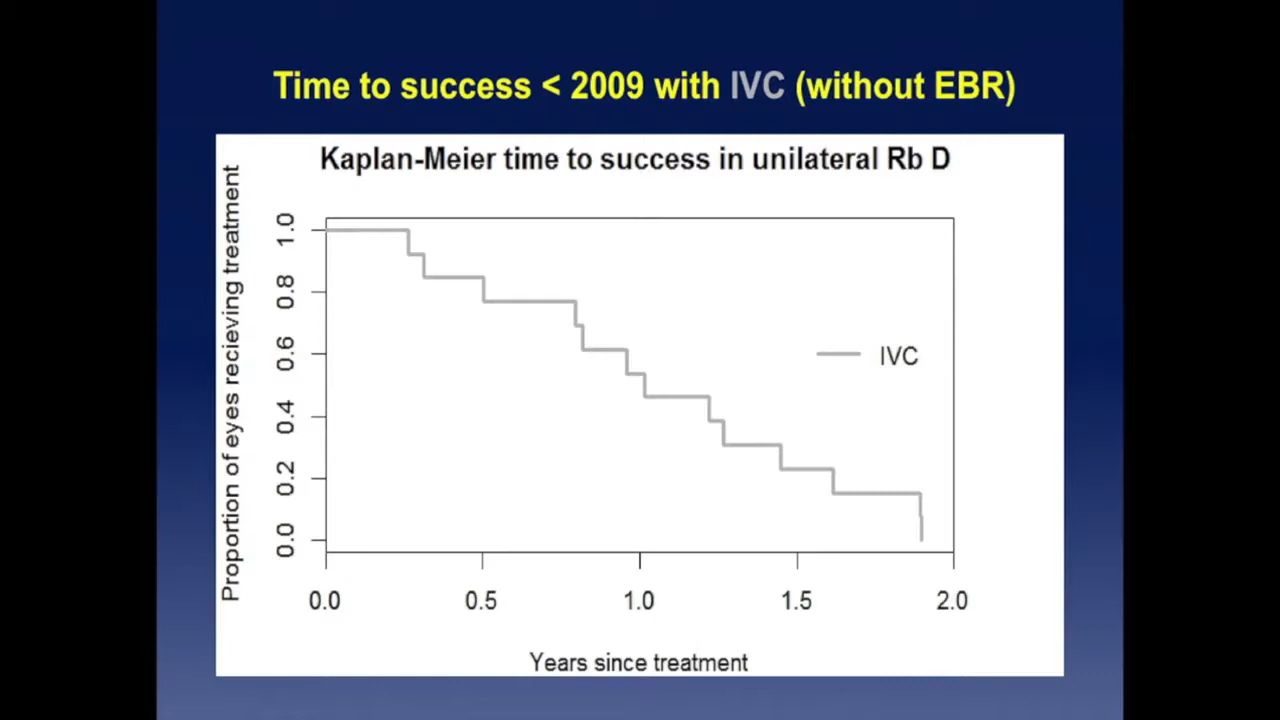 Time to success < 2009 with IVC (without EBR)
Kaplan-Meier time to success in unilateral Rb D
Proportion of eyes recieving treatment
1.0
0.8
0.6
0.4
0.2
0.0
IVC
0.0 0.5 1.0 1.5 2.0
Years since treatment